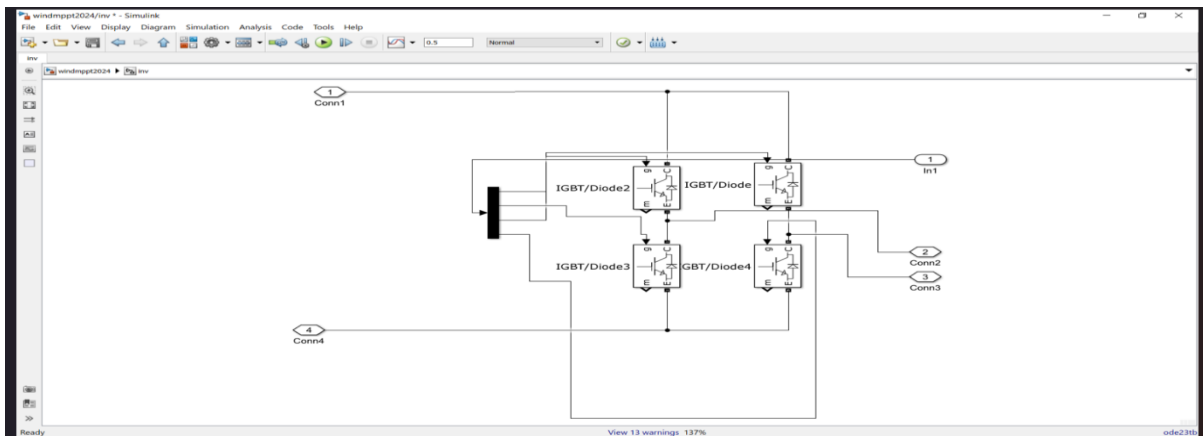 windmppt2024/inv * - Simulink
File Edit View Display Diagram Simulation Analysis Code Tools Help
0.5 Normal
inv
windmppt2024 ▶ inv
1
Conn1
1
In1
g C
IGBT/Diode2
E E
g C
IGBT/Diode
E E
2
Conn2
g C
IGBT/Diode3
E E
g C
GBT/Diode4
E E
3
Conn3
4
Conn4
Ready View 13 warnings 137% ode23tb